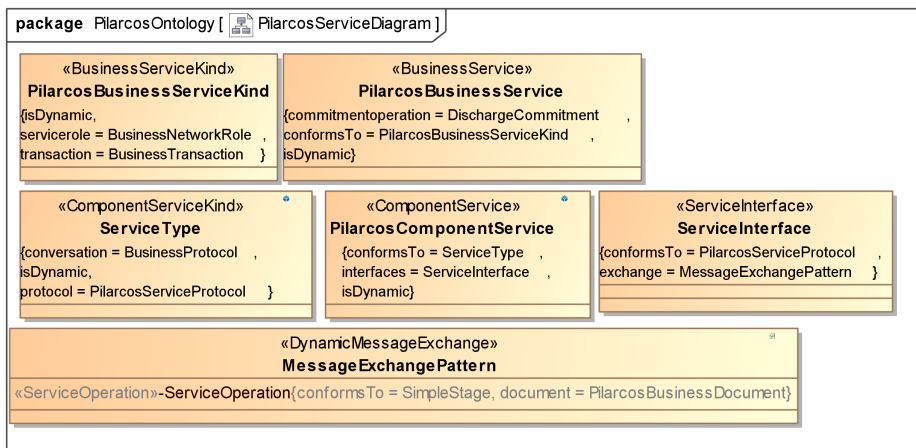 package PilarcosOntology [ PilarcosServiceDiagram ]
«BusinessServiceKind»
PilarcosBusinessServiceKind
{isDynamic,
servicerole = BusinessNetworkRole ,
transaction = BusinessTransaction }
«BusinessService»
PilarcosBusinessService
{commitmentoperation = DischargeCommitment ,
conformsTo = PilarcosBusinessServiceKind ,
isDynamic}
«ComponentServiceKind»
ServiceType
{conversation = BusinessProtocol ,
isDynamic,
protocol = PilarcosServiceProtocol }
«ComponentService»
PilarcosComponentService
{conformsTo = ServiceType ,
interfaces = ServiceInterface ,
isDynamic}
«ServiceInterface»
ServiceInterface
{conformsTo = PilarcosServiceProtocol ,
exchange = MessageExchangePattern }
«DynamicMessageExchange»
MessageExchangePattern
«ServiceOperation»-ServiceOperation{conformsTo = SimpleStage, document = PilarcosBusinessDocument}